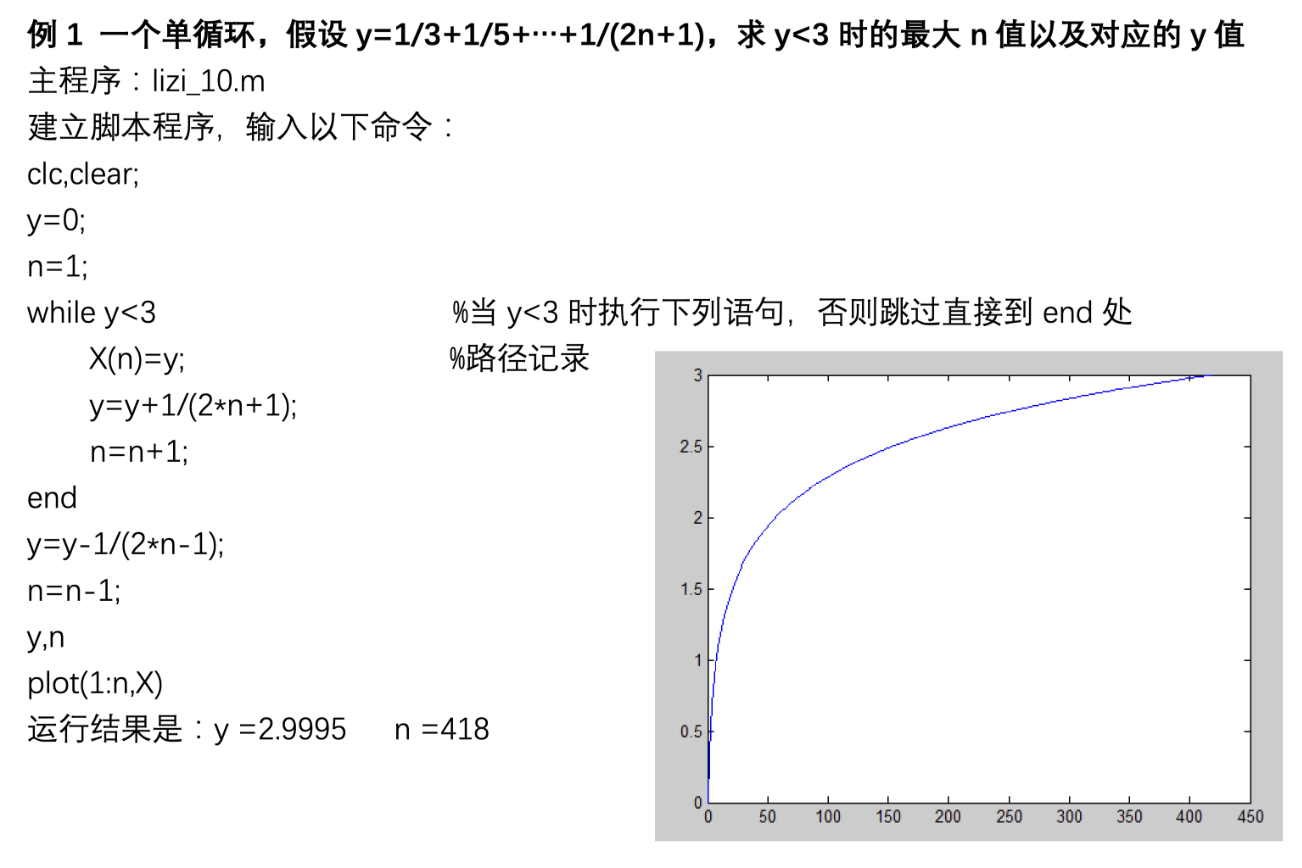 例 1 一个单循环，假设 y=1/3+1/5+···+1/(2n+1)，求 y<3 时的最大 n 值以及对应的 y 值
主程序：lizi_10.m
建立脚本程序，输入以下命令：
clc,clear;
y=0;
n=1;
while y<3 %当 y<3 时执行下列语句，否则跳过直接到 end 处
X(n)=y; %路径记录
y=y+1/(2*n+1);
n=n+1;
end
y=y-1/(2*n-1);
n=n-1;
y,n
plot(1:n,X)
运行结果是：y =2.9995 n =418
3
2.5
2
1.5
1
0.5
0
0 50 100 150 200 250 300 350 400 450